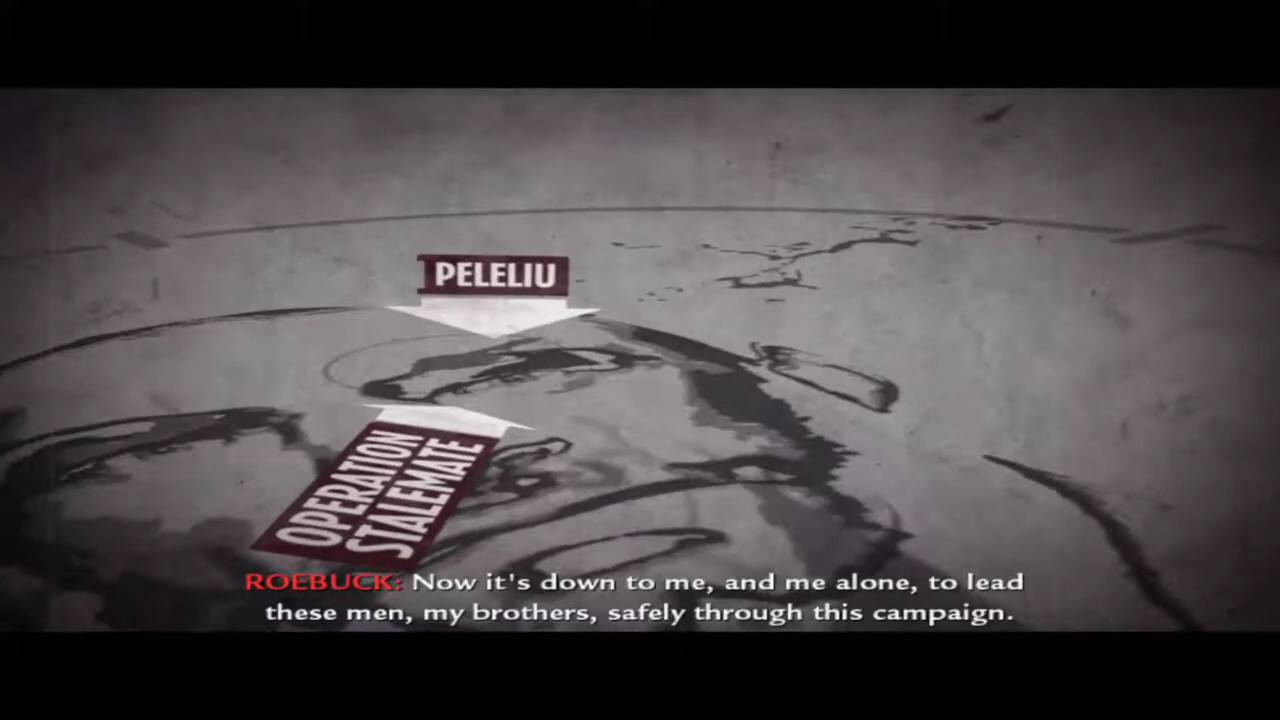 PELELIU
OPERATION
STALEMATE
ROEBUCK: Now it's down to me, and me alone, to lead
these men, my brothers, safely through this campaign.